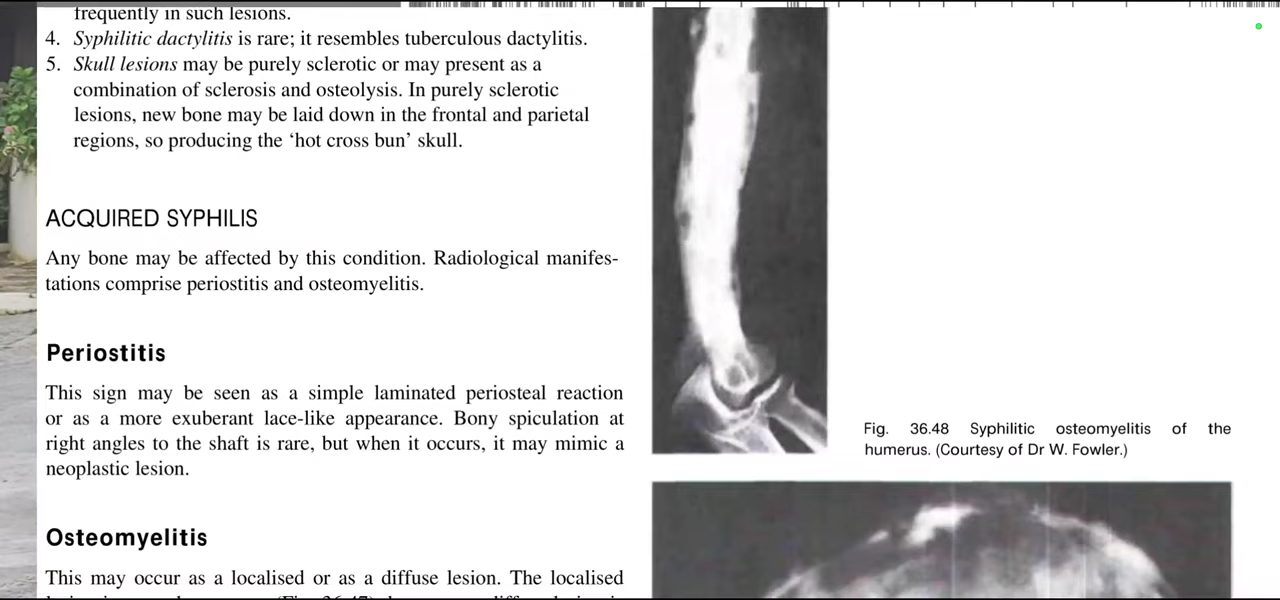 frequently in such lesions.
4. Syphilitic dactylitis is rare; it resembles tuberculous dactylitis.
5. Skull lesions may be purely sclerotic or may present as a
combination of sclerosis and osteolysis. In purely sclerotic
lesions, new bone may be laid down in the frontal and parietal
regions, so producing the ‘hot cross bun’ skull.
ACQUIRED SYPHILIS
Any bone may be affected by this condition. Radiological manifes-
tations comprise periostitis and osteomyelitis.
Periostitis
This sign may be seen as a simple laminated periosteal reaction
or as a more exuberant lace-like appearance. Bony spiculation at
right angles to the shaft is rare, but when it occurs, it may mimic a
neoplastic lesion.
Osteomyelitis
This may occur as a localised or as a diffuse lesion. The localised
Fig. 36.48 Syphilitic osteomyelitis of the
humerus. (Courtesy of Dr W. Fowler.)